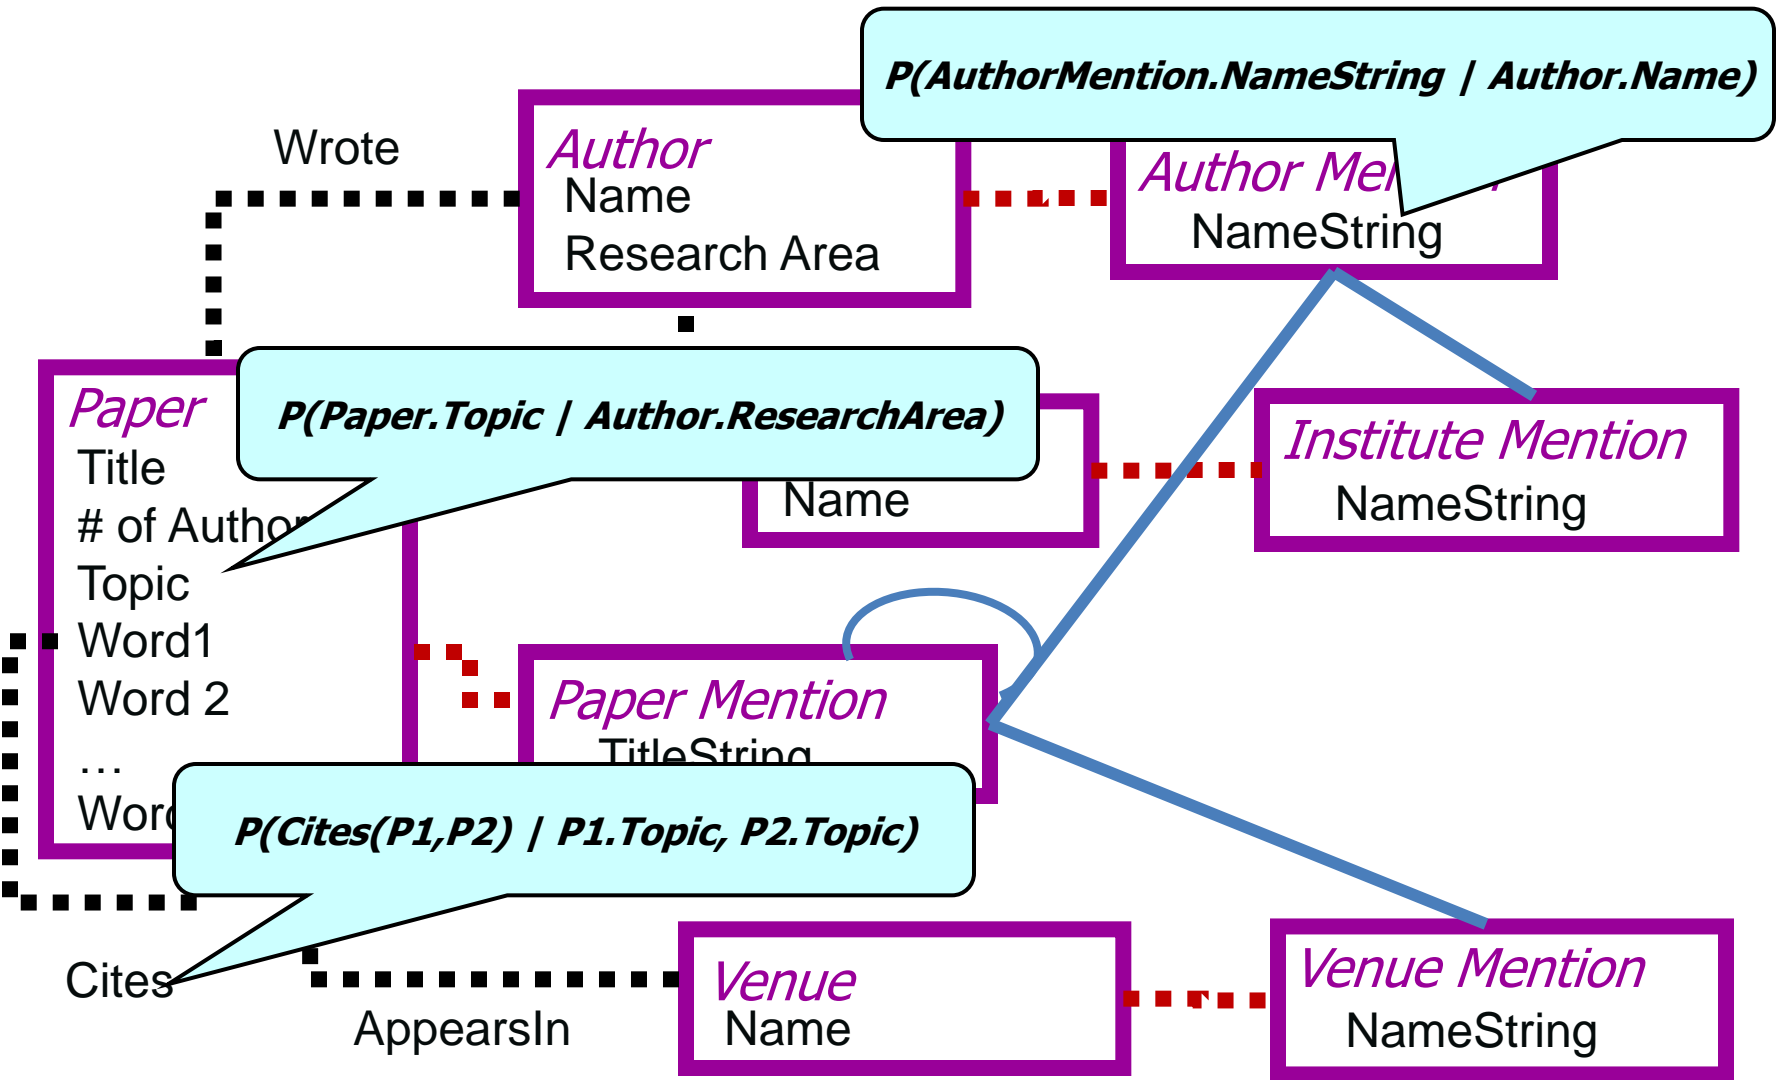 P(AuthorMention.NameString | Author.Name)
Wrote
Author
Name
Research Area
Author
NameString
P(Paper.Topic | Author.ResearchArea)
Paper
Title
# of Author
Topic
Word1
Word 2
…
Name
Institute Mention
NameString
Paper Mention
TitleString
P(Cites(P1,P2) | P1.Topic, P2.Topic)
Cites
AppearsIn
Venue
Name
Venue Mention
NameString